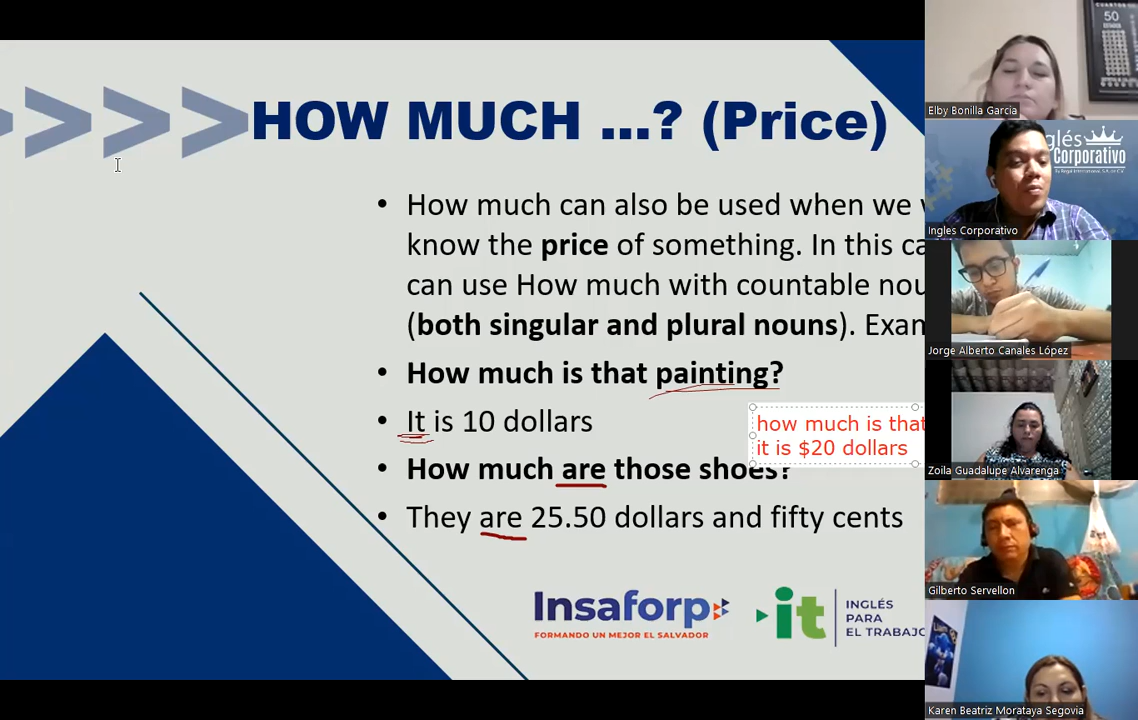 HOW MUCH ...? (Price)
• How much can also be used when we
know the price of something. In this
can use How much with countable
(both singular and plural nouns).
• How much is that painting?
• It is 10 dollars
how much is that
it is $20 dollars
• How much are those shoes?
• They are 25.50 dollars and fifty cents
Insaforp
FORMANDO UN MEJOR EL SALVADOR
it
INGLÉS
PARA
EL TRABAJO
50
Elby Bonilla Garcia
glés
Corporativo
Ingles Corporativo
Jorge Alberto Canales López
Zoila Guadalupe Alvarenga
Gilberto Servellon
Karen Beatriz Morataya Segovia